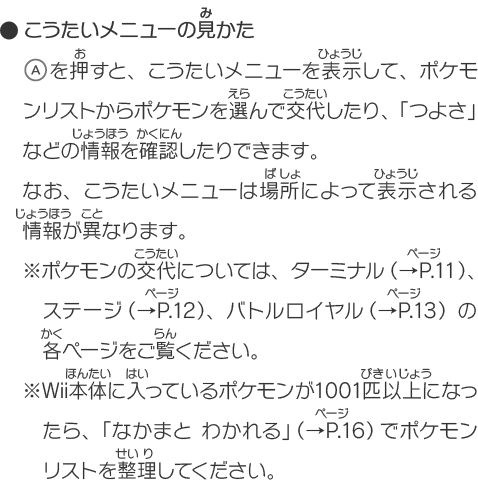 ● こうたいメニューの見かた
Ⓐを押すと、こうたいメニューを表示して、ポケモ
ンリストからポケモンを選んで交代したり、「つよさ」
などの情報を確認したりできます。
なお、こうたいメニューは場所によって表示される
情報が異なります。
※ポケモンの交代については、ターミナル（→P.11）、
ステージ（→P.12）、バトルロイヤル（→P.13）の
各ページをご覧ください。
※Wii本体に入っているポケモンが1001匹以上になっ
たら、「なかまと わかれる」（→P.16）でポケモン
リストを整理してください。